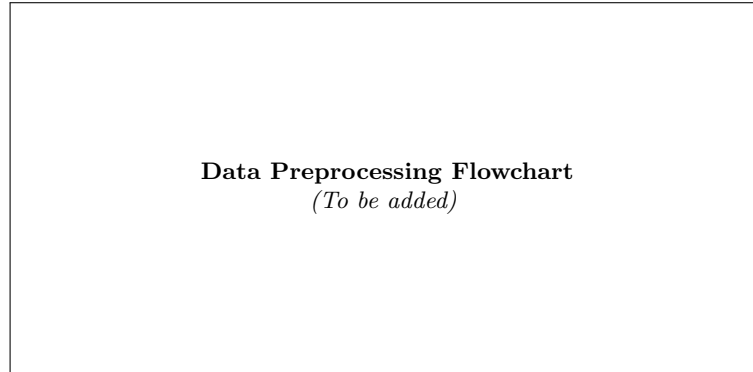 Data Preprocessing Flowchart
(To be added)